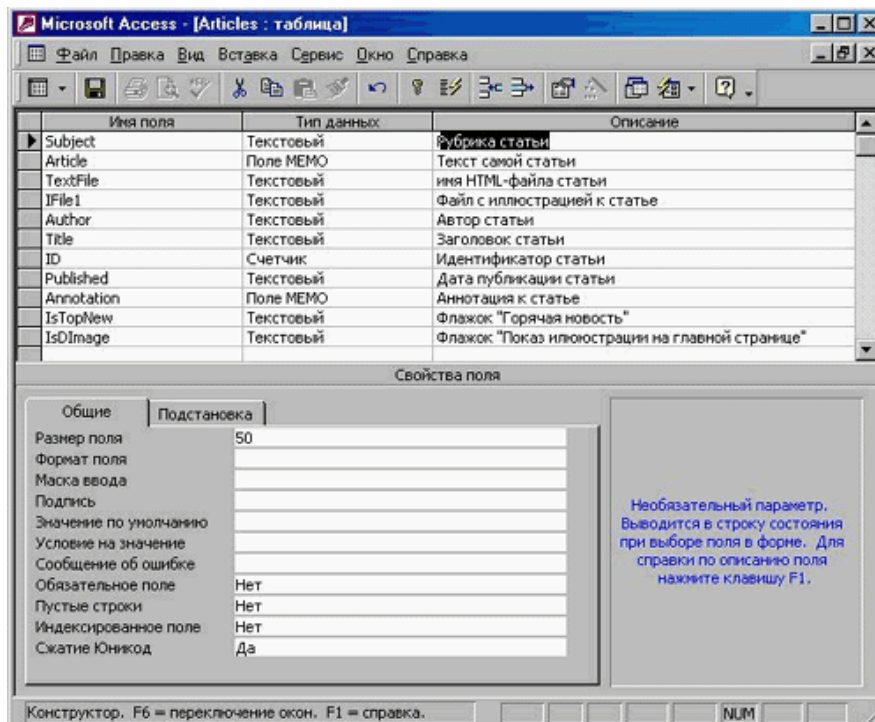 Microsoft Access - [Articles : таблица]
Файл Правка Вид Вставка Сервис Окно Справка
Имя поля Тип данных Описание
Subject Текстовый Рубрика статьи
Article Поле МЕМО Текст самой статьи
TextFile Текстовый имя HTML-файла статьи
IFile1 Текстовый Файл с иллюстрацией к статье
Author Текстовый Автор статьи
Title Текстовый Заголовок статьи
ID Счетчик Идентификатор статьи
Published Текстовый Дата публикации статьи
Annotation Поле МЕМО Аннотация к статье
IsTopNew Текстовый Флажок "Горячая новость"
IsDImage Текстовый Флажок "Показ илююстрации на главной странице"
Свойства поля
Общие Подстановка
Размер поля 50
Формат поля
Маска ввода
Подпись
Значение по умолчанию
Условие на значение
Сообщение об ошибке
Обязательное поле Нет
Пустые строки Нет
Индексированное поле Нет
Сжатие Юникод Да
Необязательный параметр.
Выводится в строку состояния
при выборе поля в форме. Для
справки по описанию поля
нажмите клавишу F1.
Конструктор. F6 = переключение окон. F1 = справка. NUM